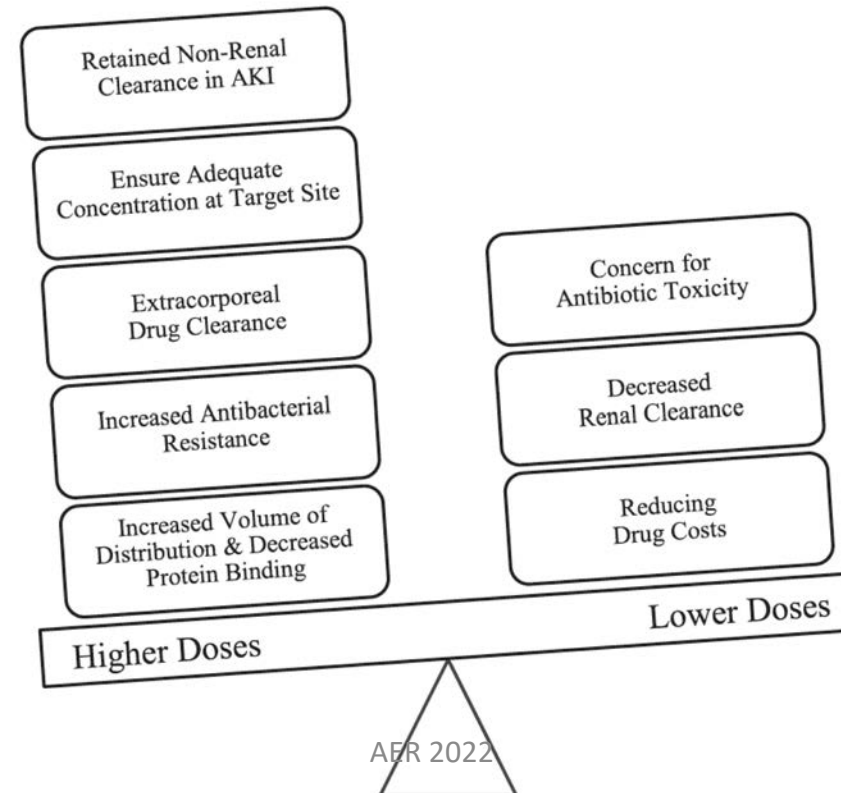 Retained Non-Renal
Clearance in AKI
Ensure Adequate
Concentration at Target Site
Extracorporeal
Drug Clearance
Increased Antibacterial
Resistance
Increased Volume of
Distribution & Decreased
Protein Binding
Higher Doses
Concern for
Antibiotic Toxicity
Decreased
Renal Clearance
Reducing
Drug Costs
Lower Doses
AER 2022